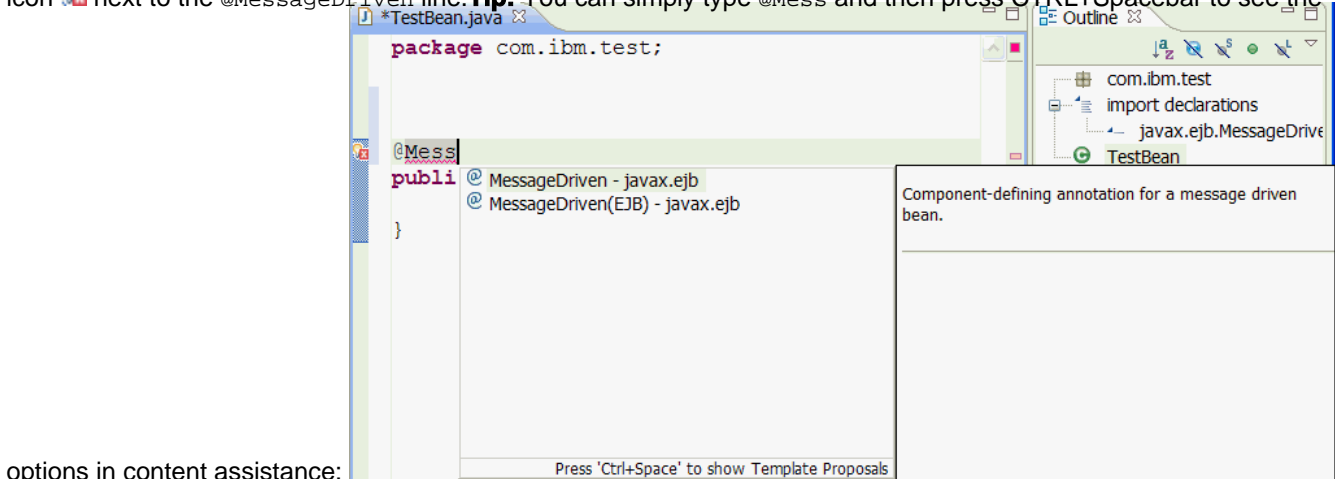 icon next to the @MessageDriven line.Tip: You can simply type @Mess and then press CTRL+Spacebar to see the
*TestBean.java
Outline
package com.ibm.test;
com.ibm.test
import declarations
javax.ejb.MessageDrive
@Mess
TestBean
publi
MessageDriven - javax.ejb
MessageDriven(EJB) - javax.ejb
Component-defining annotation for a message driven
bean.
}
Press 'Ctrl+Space' to show Template Proposals
options in content assistance: